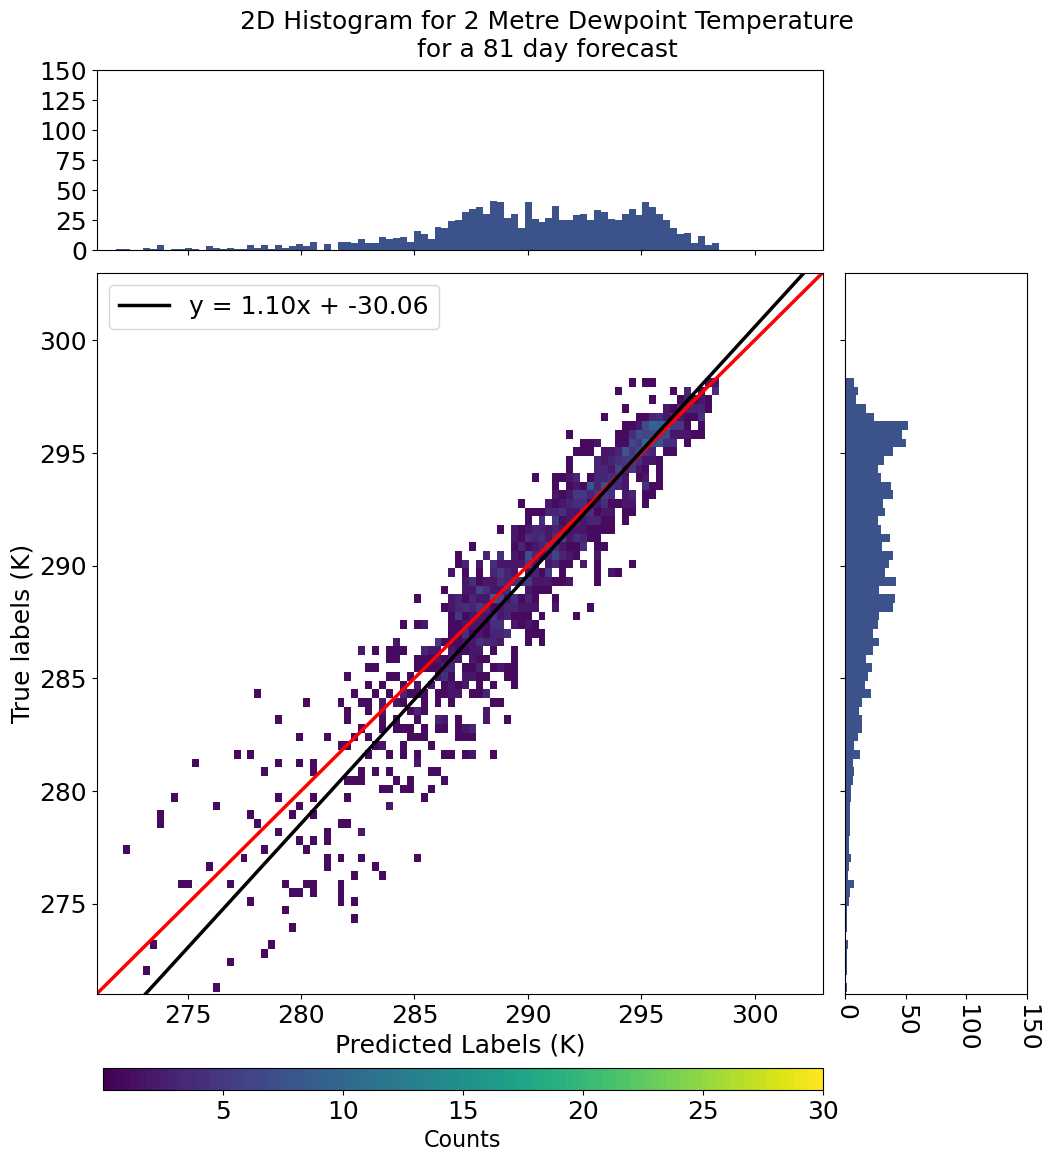 2D Histogram for 2 Metre Dewpoint Temperature
for a 81 day forecast
150
125
100
75
50
25
0
y = 1.10x + -30.06
300
295
290
285
280
275
True labels (K)
275 280 285 290 295 300
Predicted Labels (K)
0 50 100 150
5 10 15 20 25 30
Counts